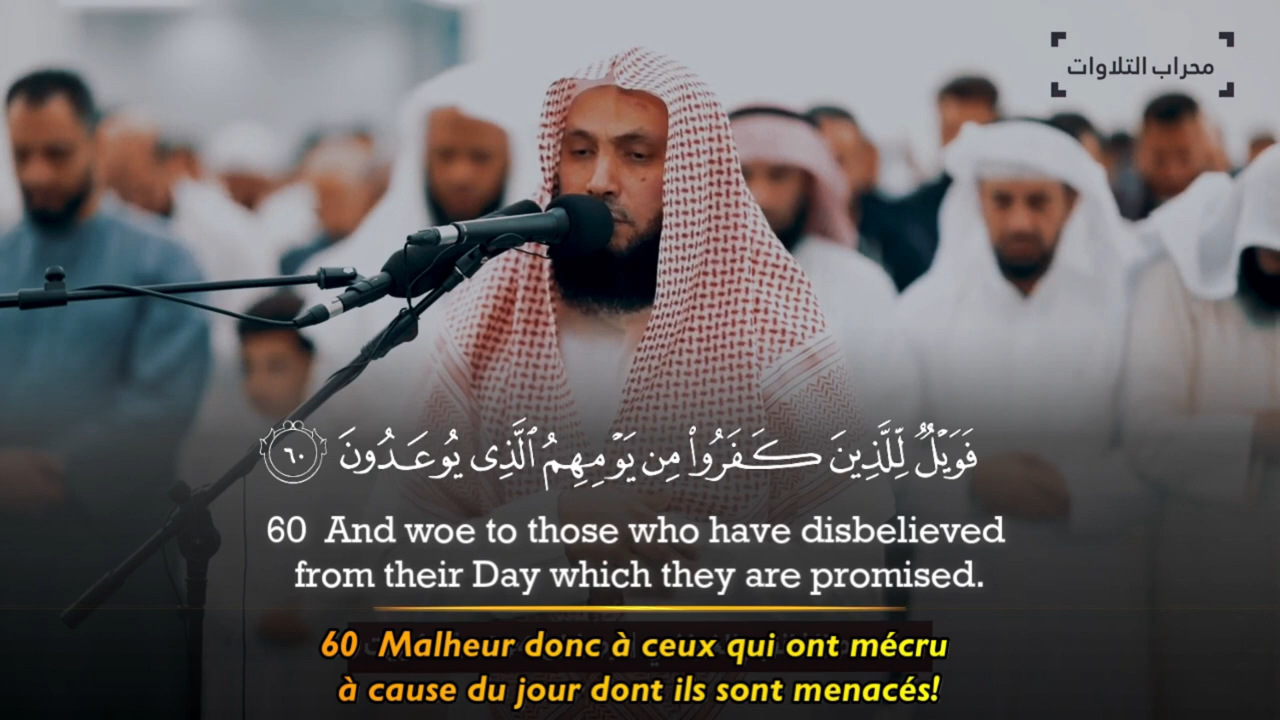 محراب التلاوات
فَوَيْلٌ لِّلَّذِينَ كَفَرُوا۟ مِن يَوْمِهِمُ ٱلَّذِى يُوعَدُونَ ٦٠
60 And woe to those who have disbelieved
from their Day which they are promised.
60 Malheur donc à ceux qui ont mécru
à cause du jour dont ils sont menacés!